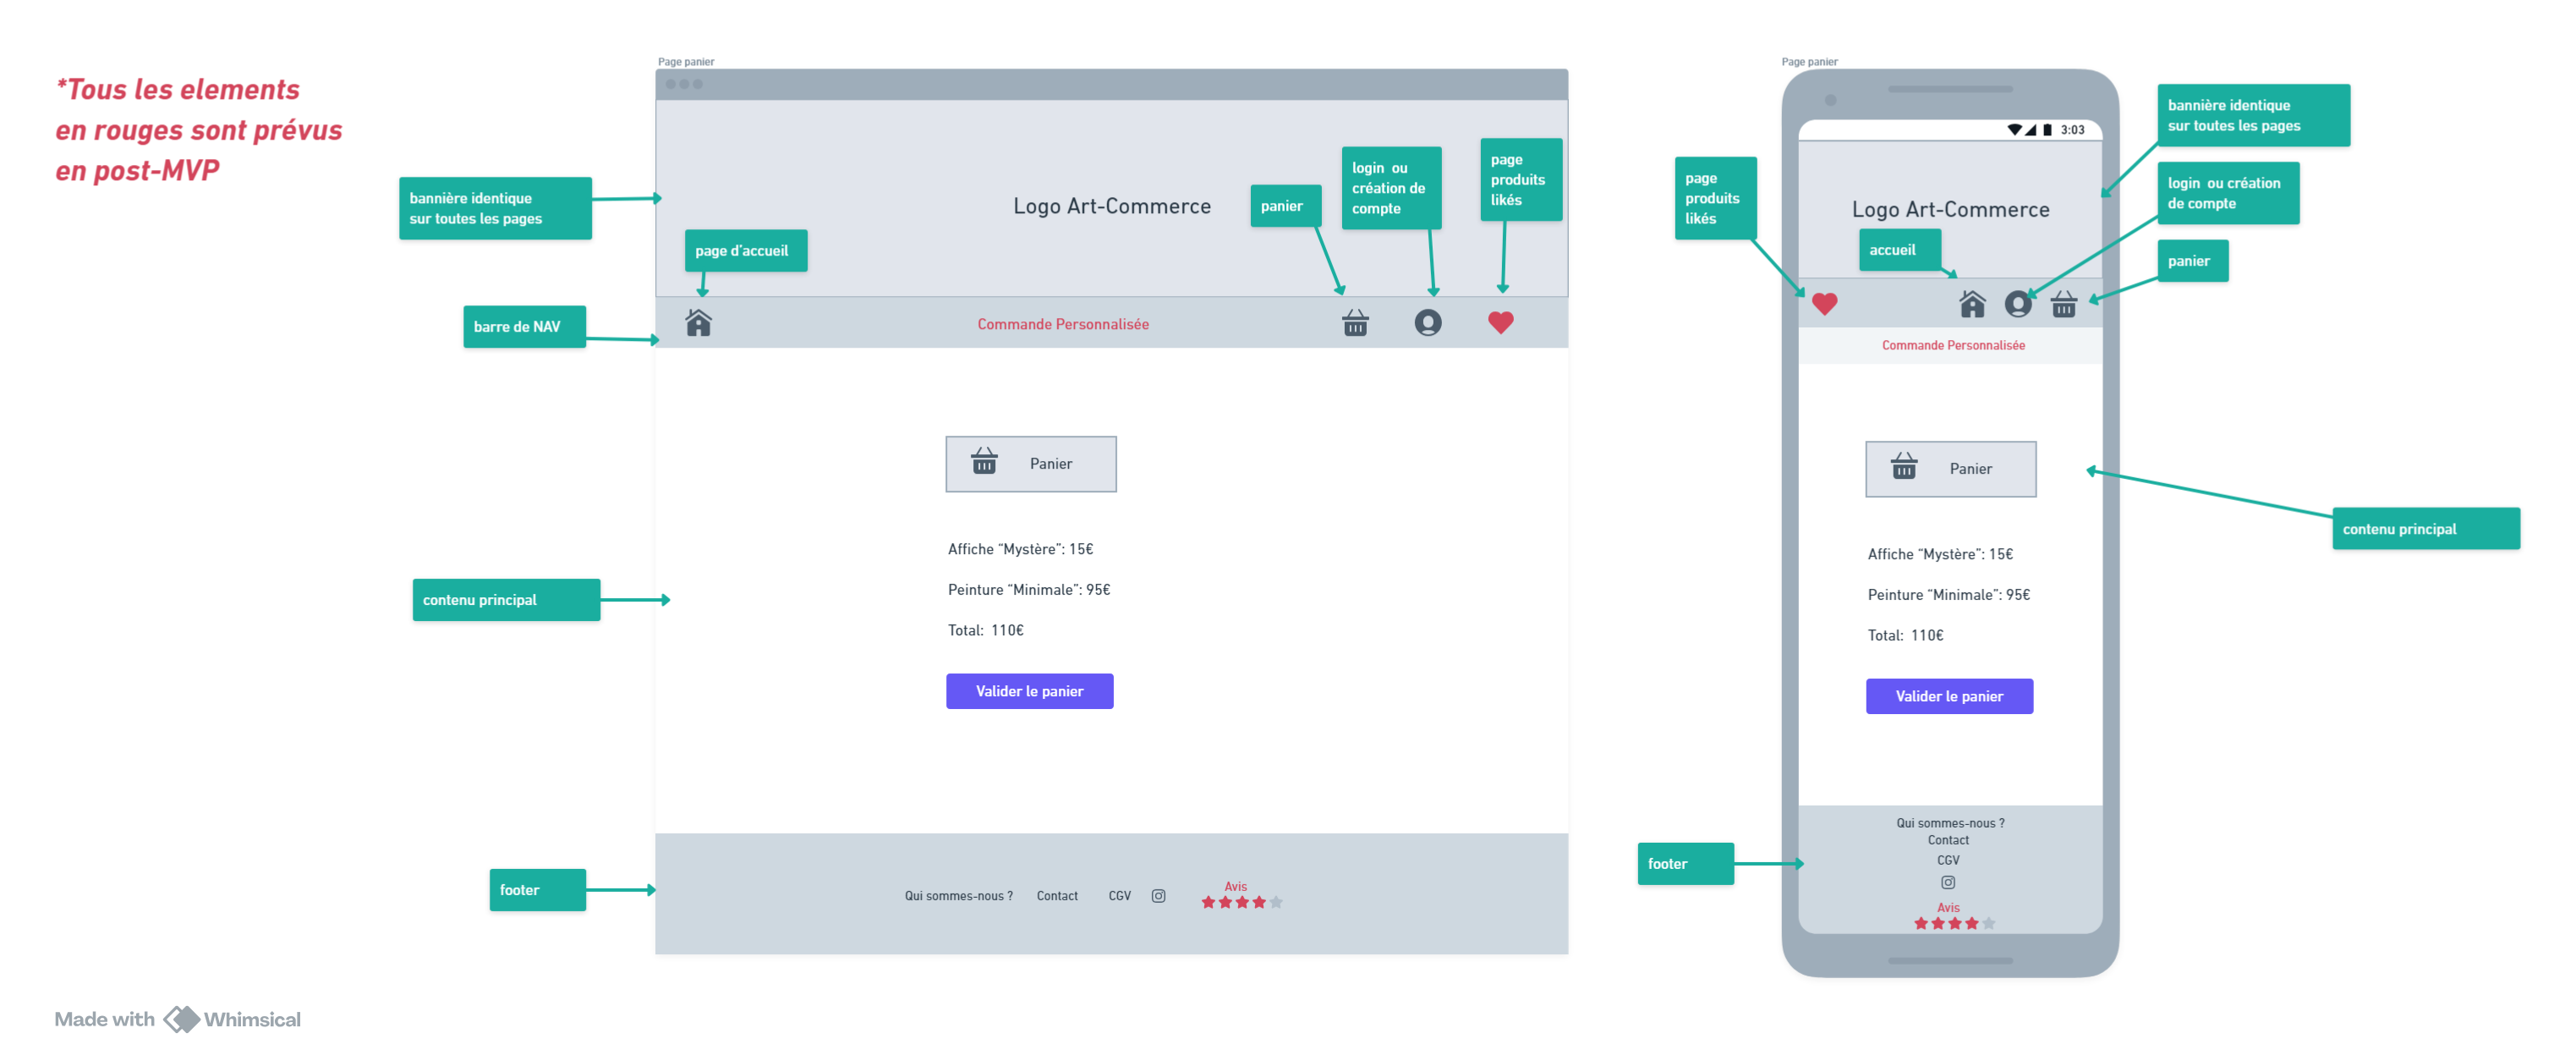 *Tous les elements
en rouges sont prévus
en post-MVP
Page panier
bannière identique
sur toutes les pages
Logo Art-Commerce
panier
login ou
création de
compte
page
produits
likés
page d'accueil
barre de NAV
Commande Personnalisée
Panier
Affiche “Mystère”: 15€
Peinture “Minimale”: 95€
Total: 110€
Valider le panier
contenu principal
footer
Qui sommes-nous ?
Contact
CGV
Avis
Page panier
3:03
bannière identique
sur toutes les pages
page
produits
likés
login ou création
de compte
Logo Art-Commerce
accueil
panier
Commande Personnalisée
Panier
contenu principal
Affiche “Mystère”: 15€
Peinture “Minimale”: 95€
Total: 110€
Valider le panier
footer
Qui sommes-nous ?
Contact
CGV
Avis
Made with Whimsical